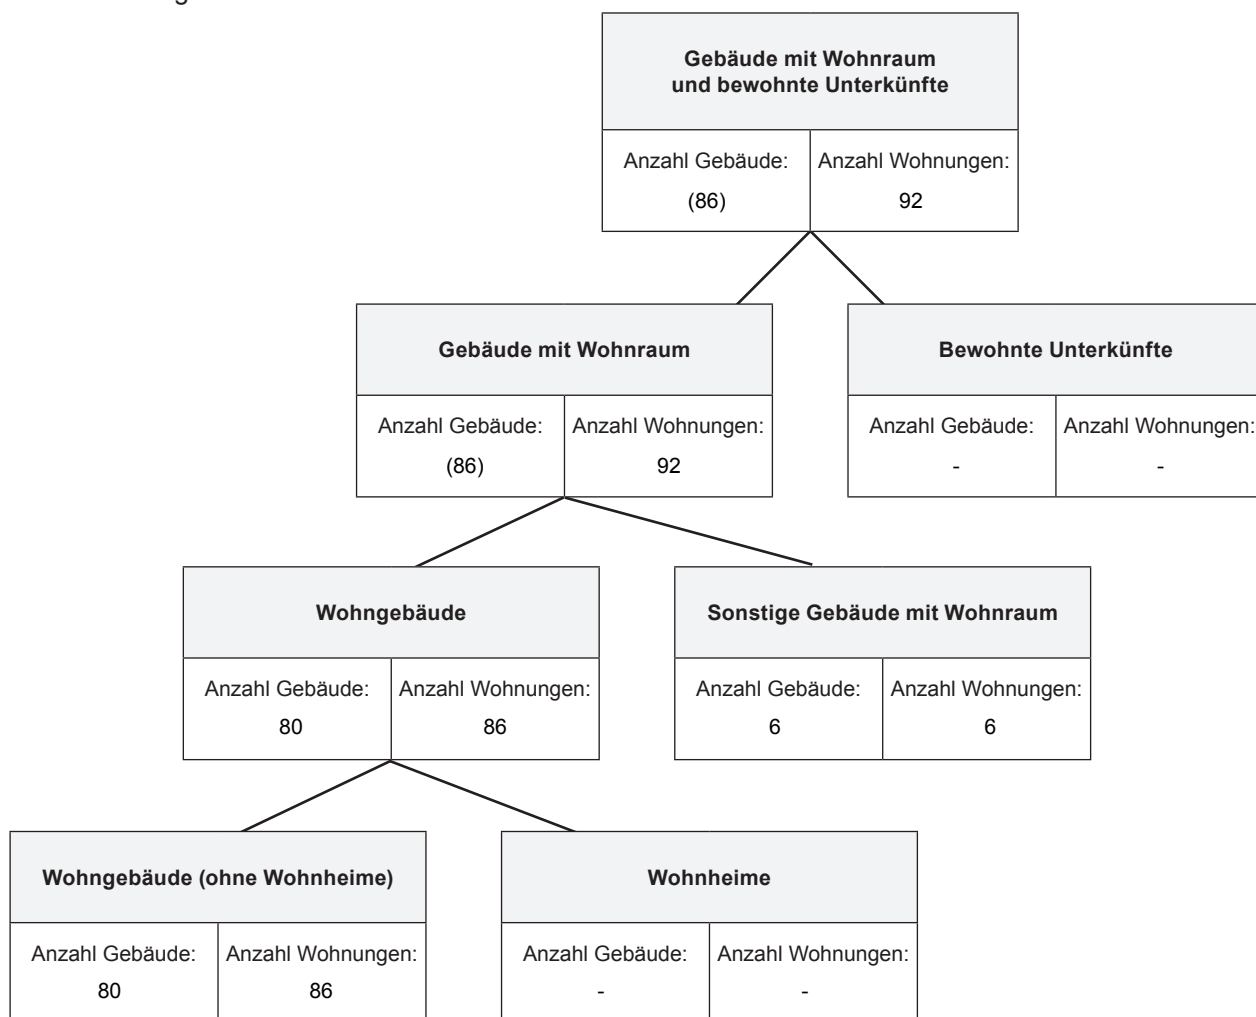 Gebäude mit Wohnraum
und bewohnte Unterkünfte
Anzahl Gebäude: Anzahl Wohnungen:
(86) 92
Gebäude mit Wohnraum
Anzahl Gebäude: Anzahl Wohnungen:
(86) 92
Bewohnte Unterkünfte
Anzahl Gebäude: Anzahl Wohnungen:
- -
Wohngebäude
Anzahl Gebäude: Anzahl Wohnungen:
80 86
Sonstige Gebäude mit Wohnraum
Anzahl Gebäude: Anzahl Wohnungen:
6 6
Wohngebäude (ohne Wohnheime)
Anzahl Gebäude: Anzahl Wohnungen:
80 86
Wohnheime
Anzahl Gebäude: Anzahl Wohnungen:
- -